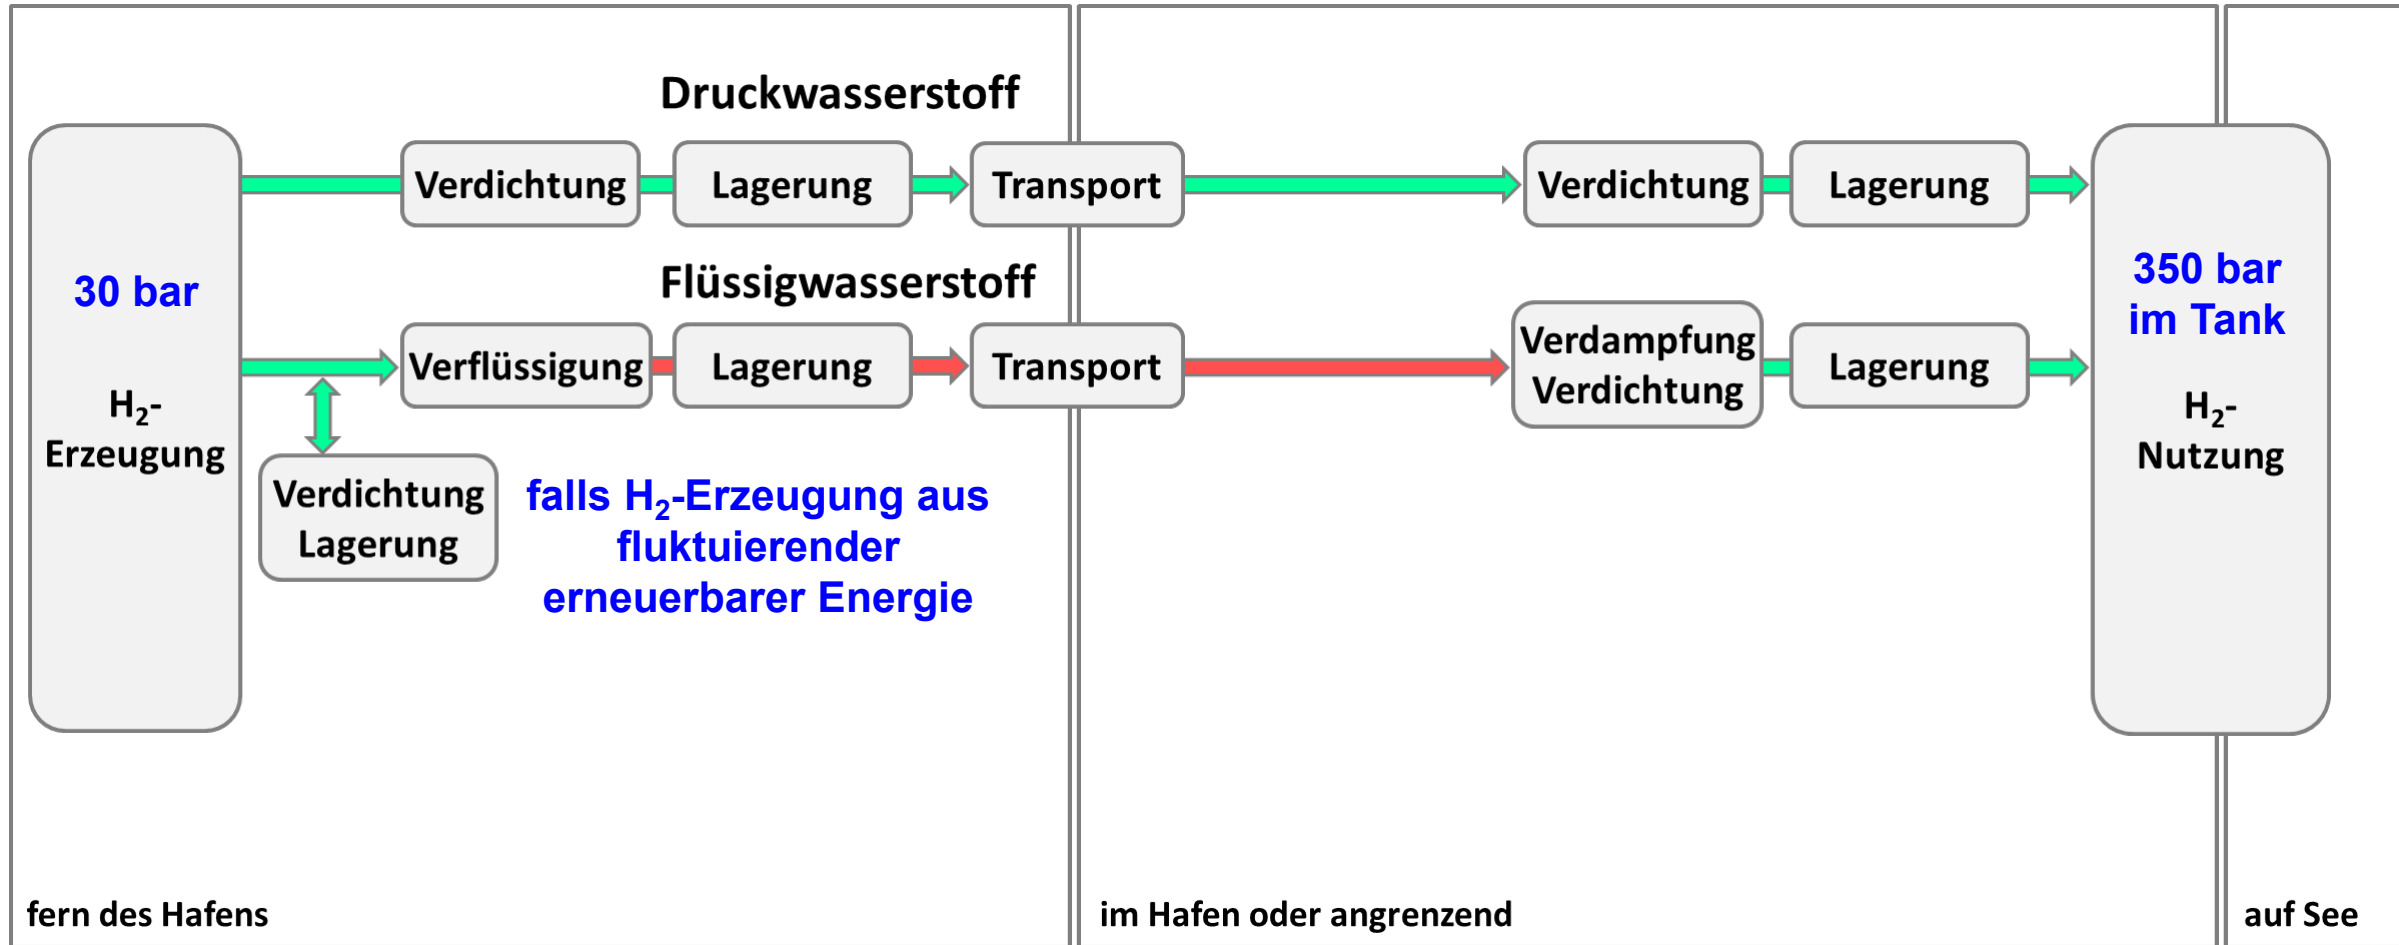 Druckwasserstoff
Verdichtung
Lagerung
Transport
Verdichtung
Lagerung
30 bar
H₂-
Erzeugung
Flüssigwasserstoff
Verflüssigung
Lagerung
Transport
Verdampfung
Verdichtung
Lagerung
350 bar
im Tank
H₂-
Nutzung
Verdichtung
Lagerung
falls H₂-Erzeugung aus
fluktuierender
erneuerbarer Energie
fern des Hafens
im Hafen oder angrenzend
auf See